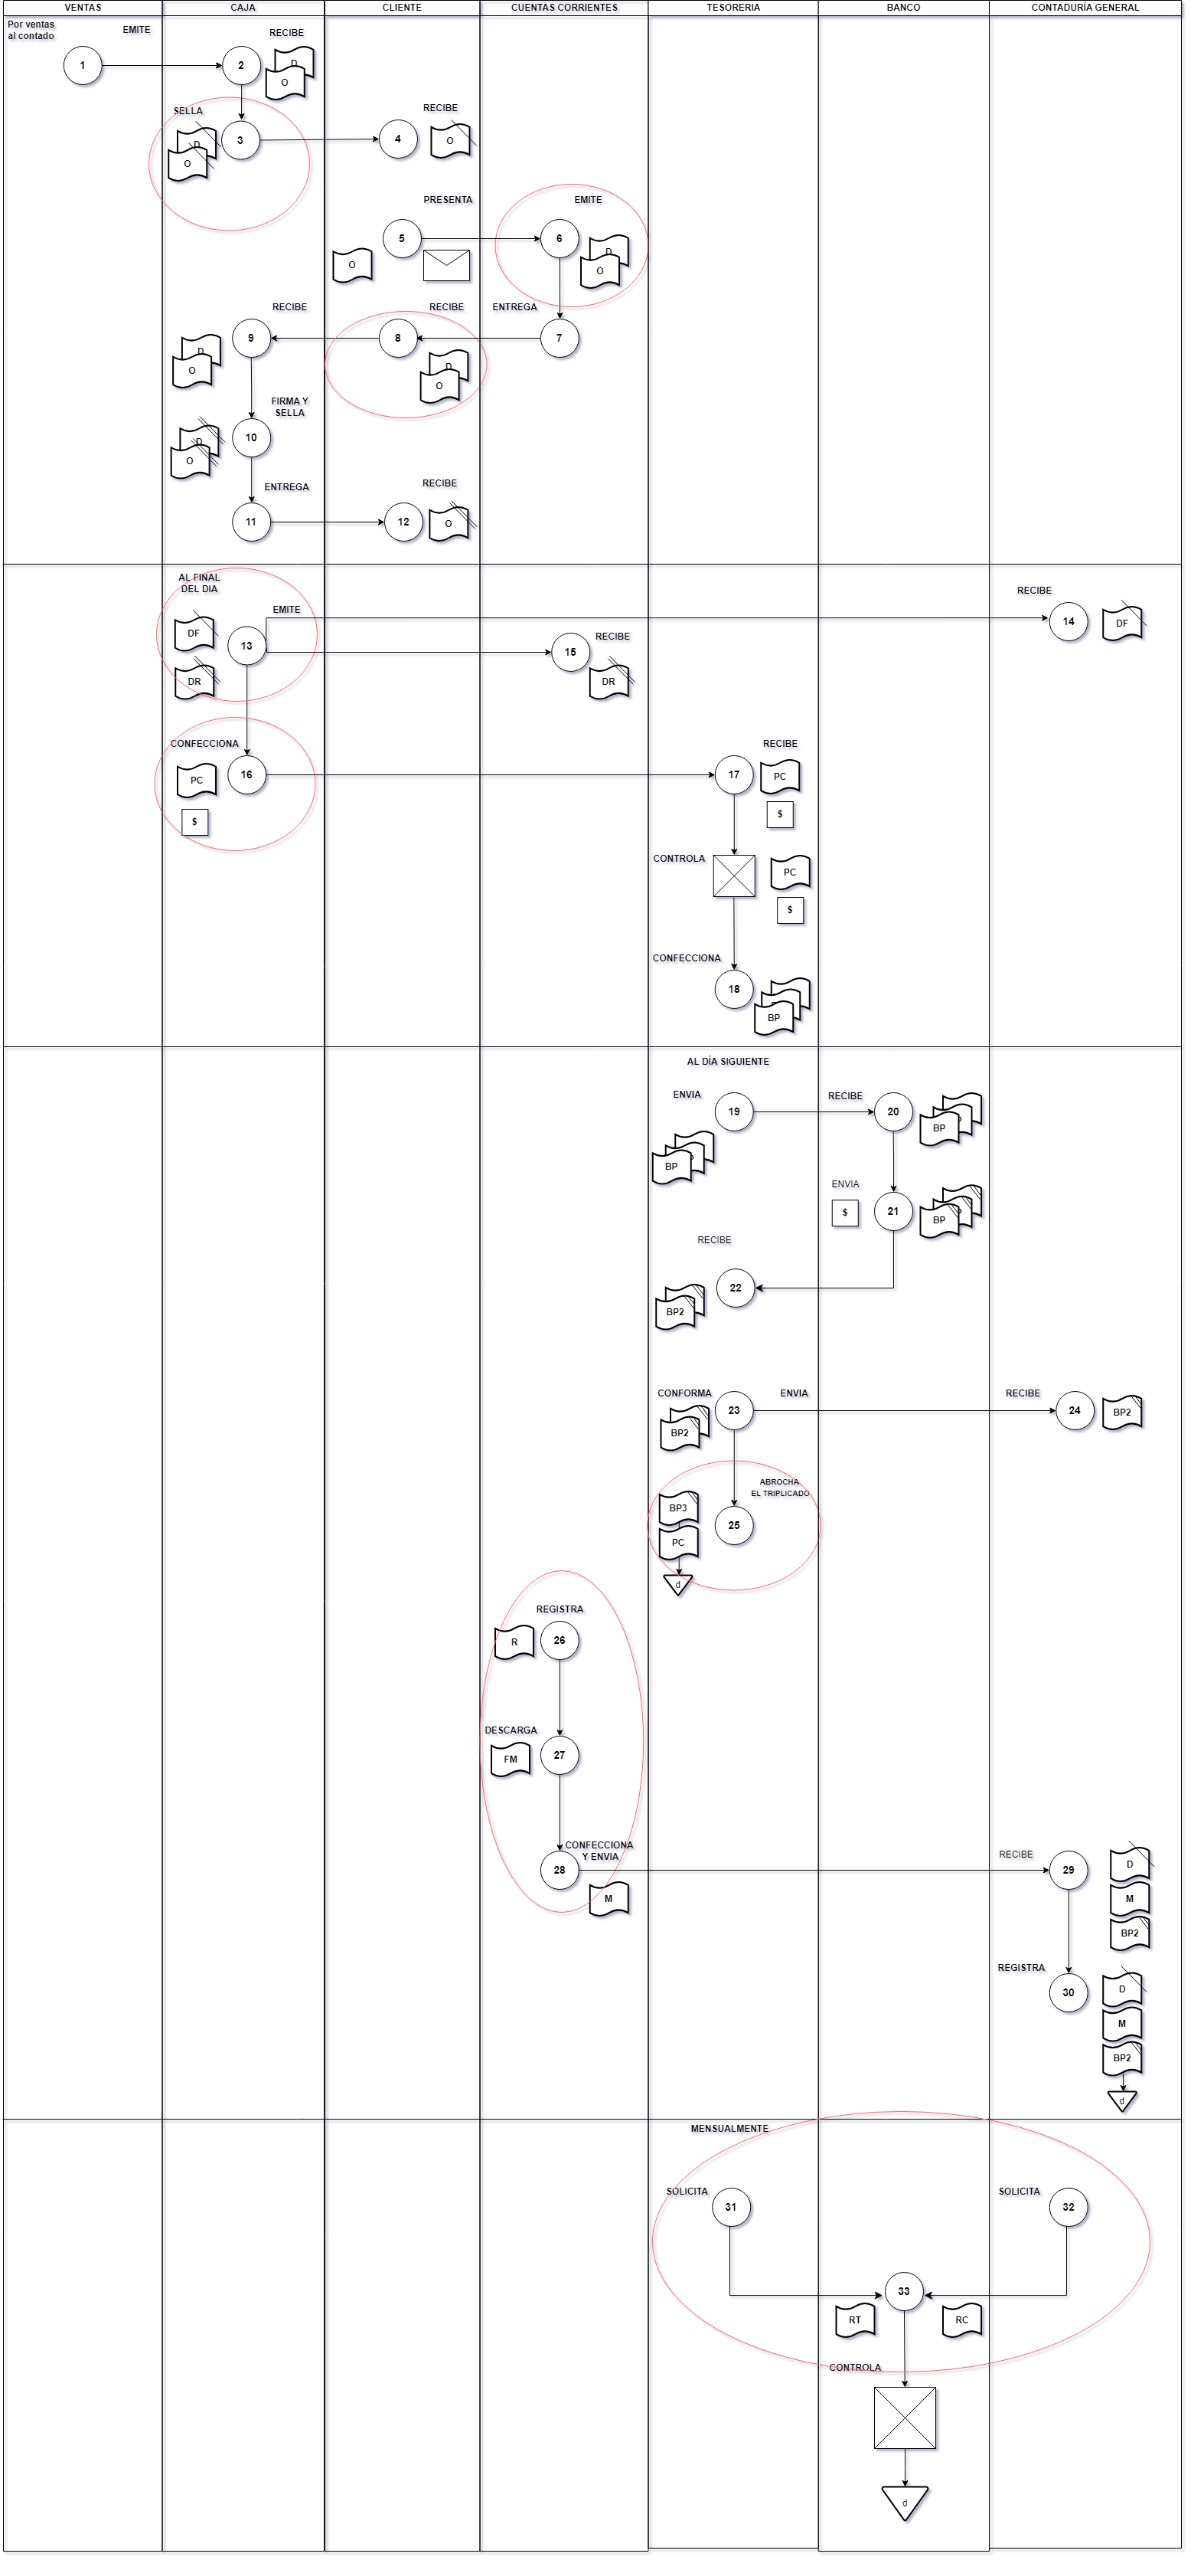 VENTAS
CAJA
CLIENTE
CUENTAS CORRIENTES
TESORERIA
BANCO
CONTADURÍA GENERAL
Por ventas
al contado
EMITE
1
2
RECIBE
D
O
SELLA
D
O
3
4
RECIBE
O
PRESENTA
5
O
EMITE
6
D
O
RECIBE
9
D
O
RECIBE
8
D
O
ENTREGA
7
FIRMA Y
SELLA
10
D
O
ENTREGA
11
RECIBE
12
O
AL FINAL
DEL DIA
EMITE
DF
13
DR
RECIBE
14
DF
15
RECIBE
DR
CONFECCIONA
PC
16
$
RECIBE
17
PC
$
CONTROLA
PC
$
CONFECCIONA
18
BP
AL DÍA SIGUIENTE
ENVIA
19
BP
RECIBE
20
BP
ENVIA
$
21
BP
RECIBE
22
BP2
CONFORMA
23
ENVIA
BP2
RECIBE
24
BP2
ABROCHA
EL TRIPLICADO
BP3
25
PC
d
REGISTRA
R
26
DESCARGA
FM
27
CONFECCIONA
Y ENVIA
28
M
RECIBE
29
D
M
BP2
REGISTRA
30
D
M
BP2
d
MENSUALMENTE
SOLICITA
31
SOLICITA
32
33
RT
RC
CONTROLA
d